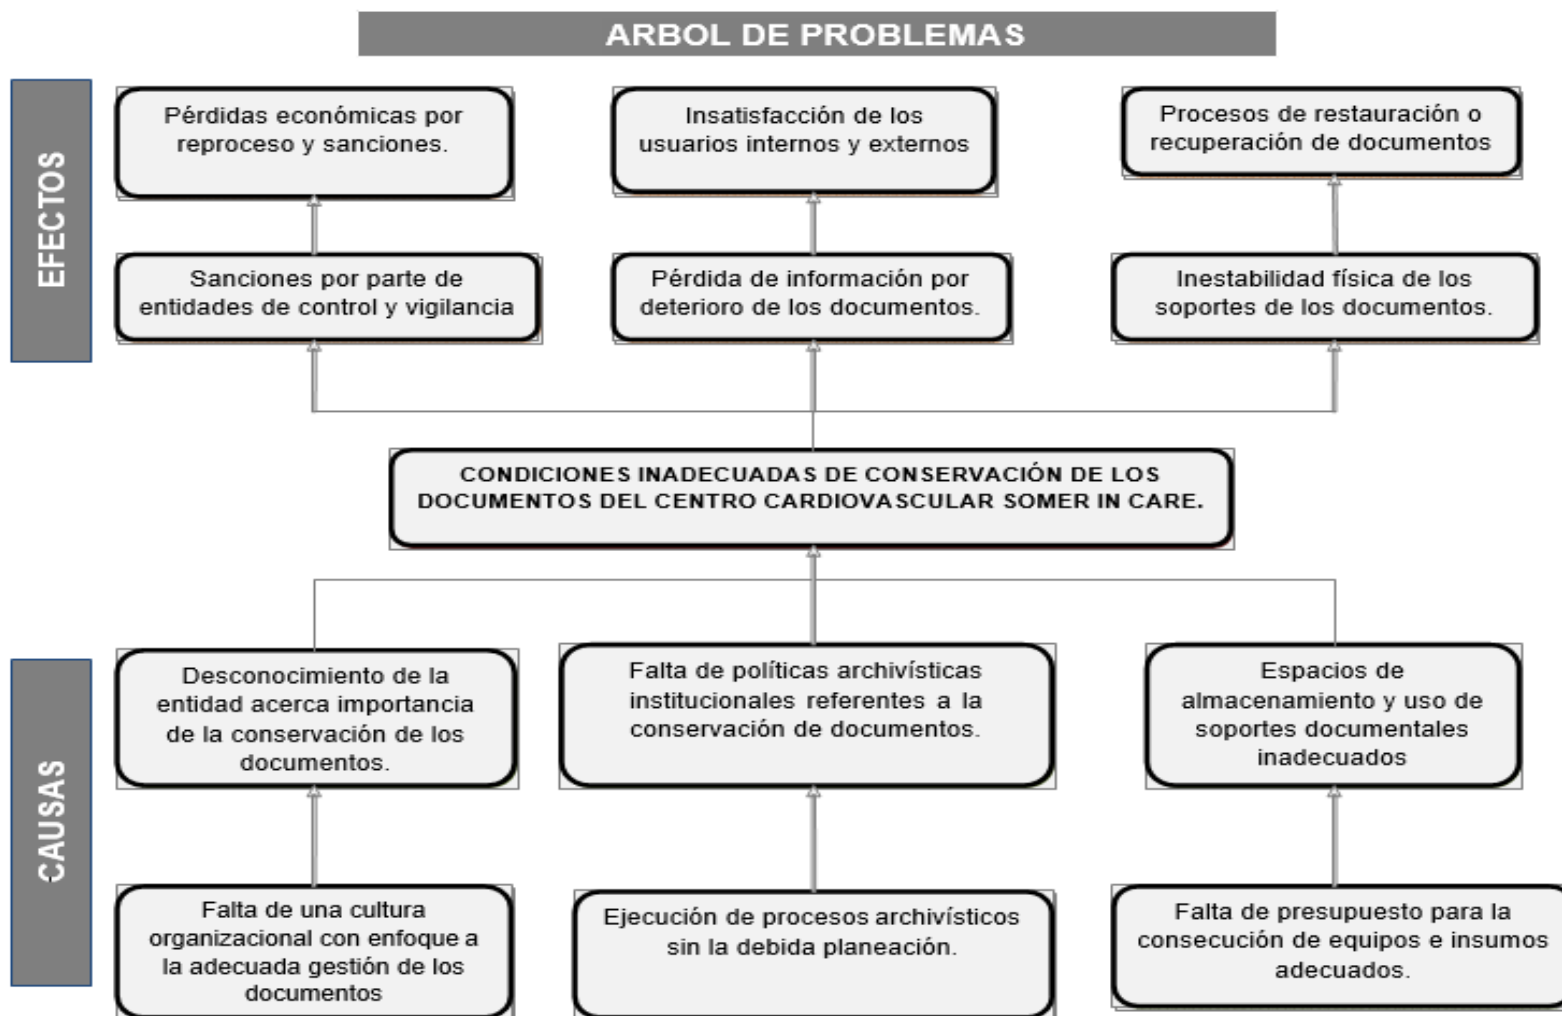 ARBOL DE PROBLEMAS
EFECTOS
Pérdidas económicas por
reproceso y sanciones.
Insatisfacción de los
usuarios internos y externos
Procesos de restauración o
recuperación de documentos
Sanciones por parte de
entidades de control y vigilancia
Pérdida de información por
deterioro de los documentos.
Inestabilidad física de los
soportes de los documentos.
CONDICIONES INADECUADAS DE CONSERVACIÓN DE LOS
DOCUMENTOS DEL CENTRO CARDIOVASCULAR SOMER IN CARE.
CAUSAS
Desconocimiento de la
entidad acerca importancia
de la conservación de los
documentos.
Falta de políticas archivísticas
institucionales referentes a la
conservación de documentos.
Espacios de
almacenamiento y uso de
soportes documentales
inadecuados
Falta de una cultura
organizacional con enfoque a
la adecuada gestión de los
documentos
Ejecución de procesos archivísticos
sin la debida planeación.
Falta de presupuesto para la
consecución de equipos e insumos
adecuados.